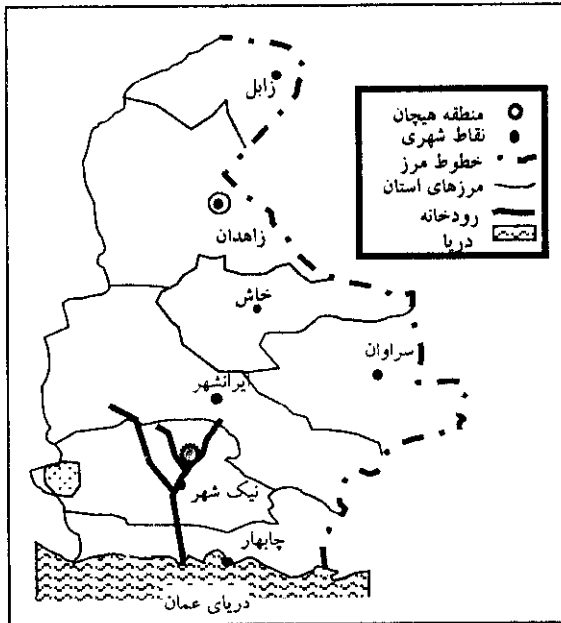 زابل
منطقه هیچان
نقاط شهری
خطوط مرز
مرزهای استان
رودخانه
دریا
زاهدان
خاش
سراوان
ایرانشهر
نیک شهر
چابهار
دریای عمان